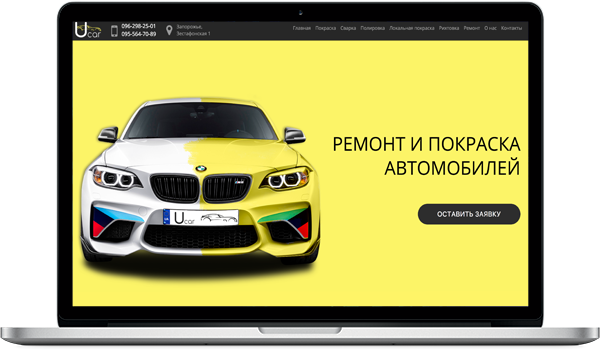 Ucar
096-298-25-01
095-564-70-89
Запорожье,
Зестафонская 1
Главная Покраска Сварка Полировка Локальная покраска Рихтовка Ремонт О нас Контакты
РЕМОНТ И ПОКРАСКА
АВТОМОБИЛЕЙ
ОСТАВИТЬ ЗАЯВКУ
Ucar